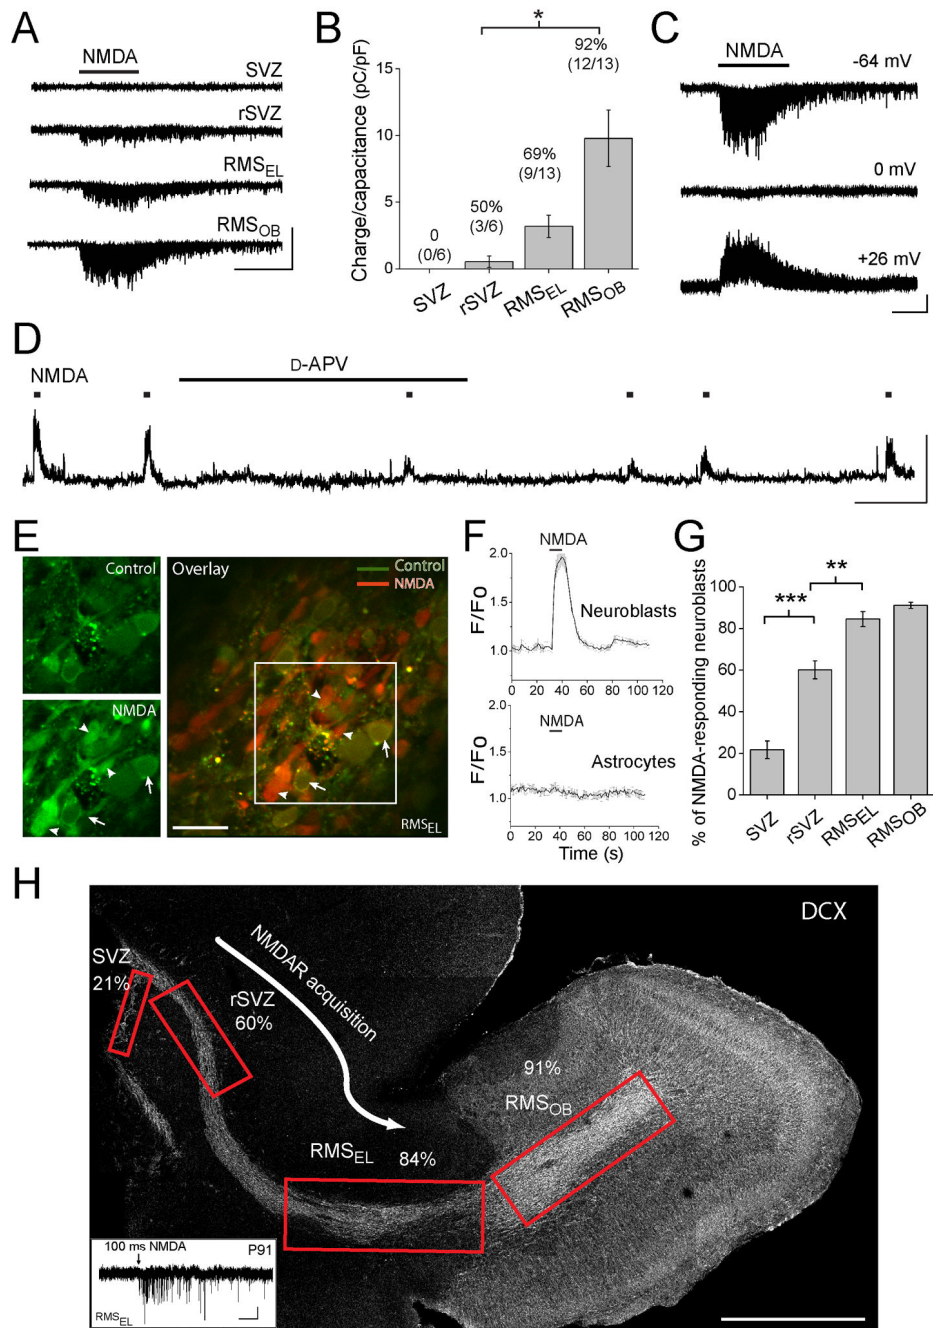 A
NMDA
SVZ
rSVZ
RMSEL
RMSOB
B
*
92%
(12/13)
69%
(9/13)
50%
(3/6)
0
(0/6)
15
10
5
0
Charge/capacitance (pC/pF)
SVZ
rSVZ
RMSEL
RMSOB
C
NMDA
-64 mV
0 mV
+26 mV
D
NMDA
D-APV
E
Control
NMDA
Overlay
Control
NMDA
RMSEL
F
NMDA
2.0
1.5
1.0
F/Fo
Neuroblasts
0 20 40 60 80 100 120
NMDA
2.0
1.5
1.0
F/Fo
Astrocytes
0 20 40 60 80 100 120
Time (s)
G
**
***
100
80
60
40
20
0
% of NMDA-responding neuroblasts
SVZ
rSVZ
RMSEL
RMSOB
H
DCX
SVZ
21%
rSVZ
60%
NMDAR acquisition
91%
RMSOB
RMSEL
84%
100 ms NMDA
P91
RMSEL